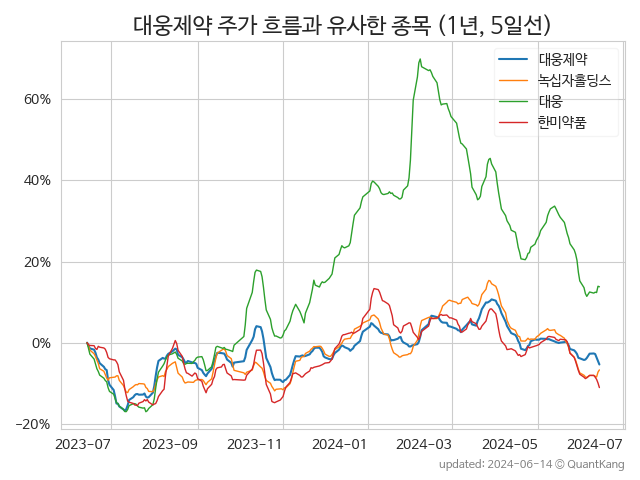 대웅제약 주가 흐름과 유사한 종목 (1년, 5일선)
대웅제약
녹십자홀딩스
대웅
한미약품
60%
40%
20%
0%
−20%
2023-07 2023-09 2023-11 2024-01 2024-03 2024-05 2024-07
updated: 2024-06-14 © QuantKang